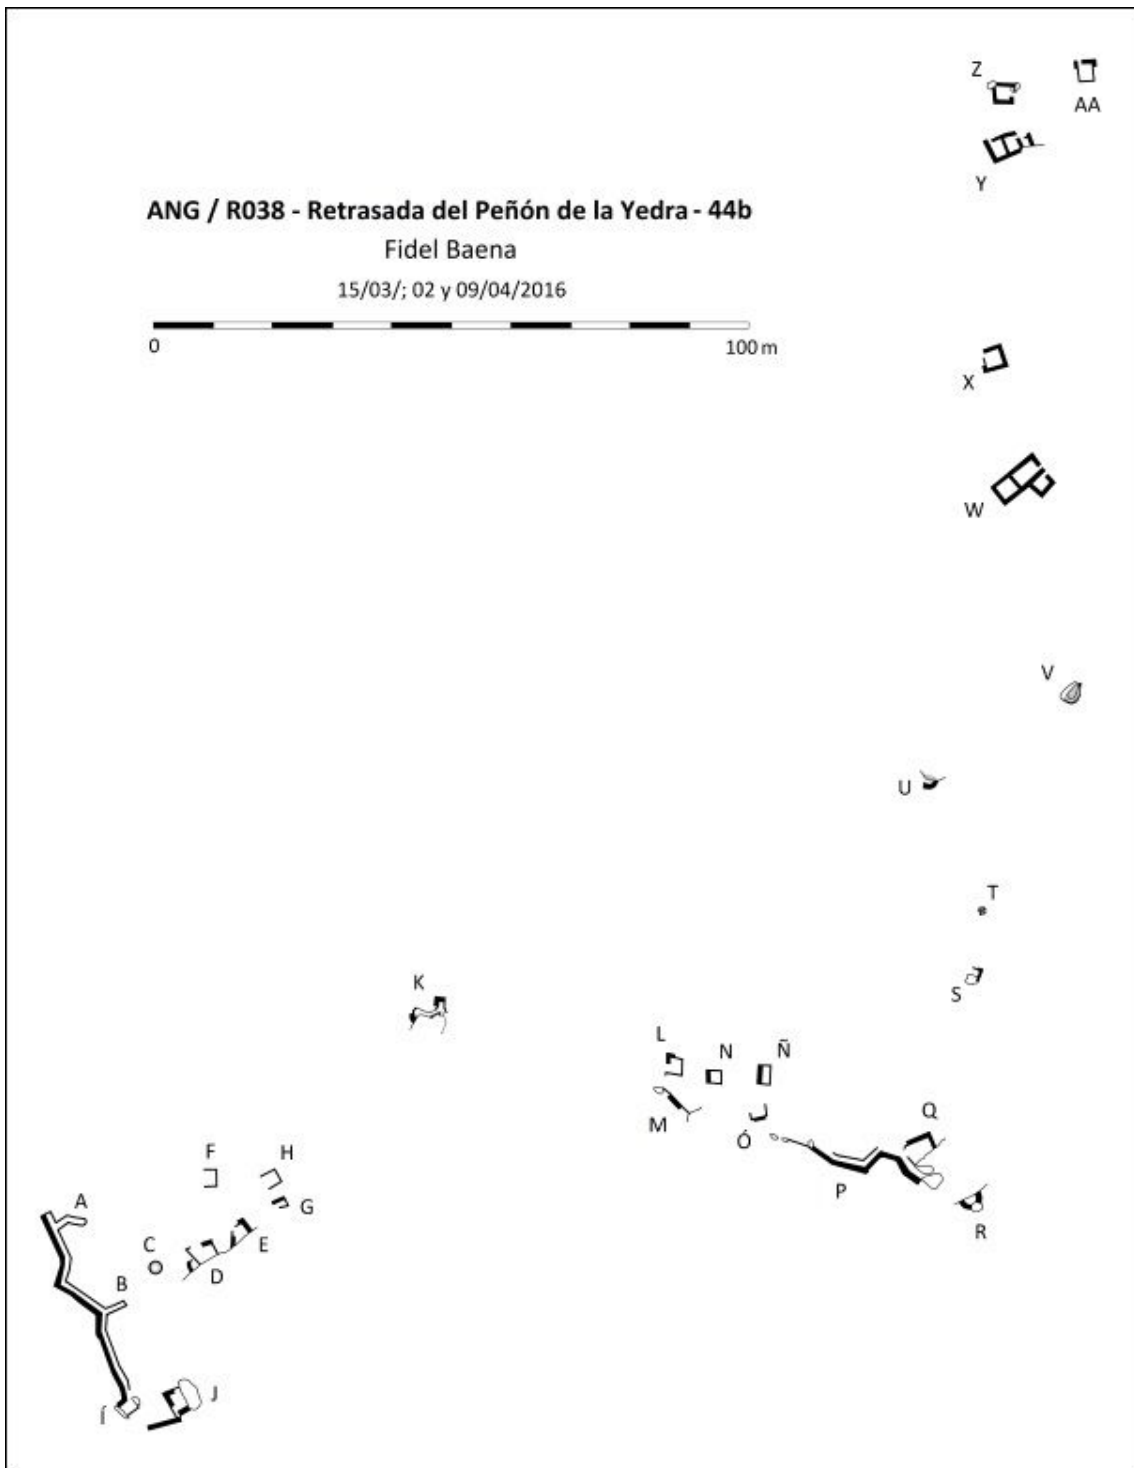 Z
AA
Y
ANG / R038 - Retrasada del Peñón de la Yedra - 44b
Fidel Baena
15/03/; 02 y 09/04/2016
0 100 m
X
W
V
U
T
K
S
L
N
Ñ
M
Ó
Q
P
F
H
A
G
R
C
E
B
D
Í
J